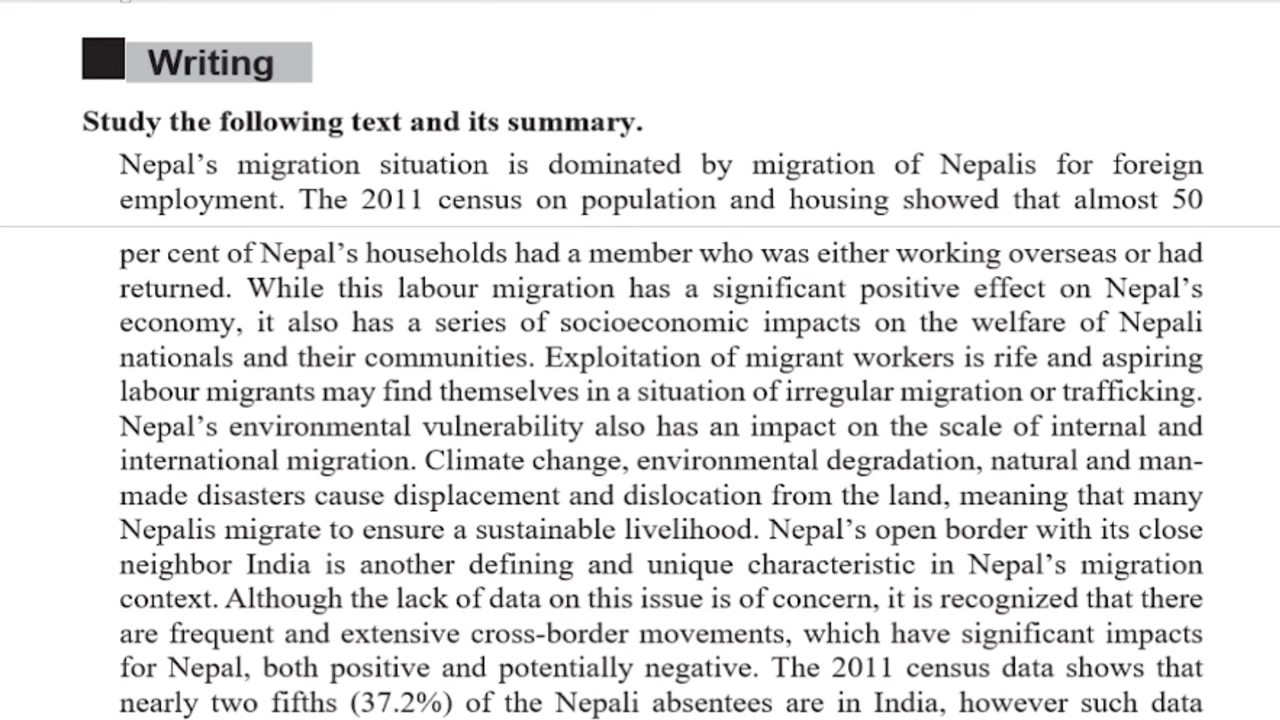 Writing
Study the following text and its summary.
Nepal's migration situation is dominated by migration of Nepalis for foreign
employment. The 2011 census on population and housing showed that almost 50
per cent of Nepal's households had a member who was either working overseas or had
returned. While this labour migration has a significant positive effect on Nepal's
economy, it also has a series of socioeconomic impacts on the welfare of Nepali
nationals and their communities. Exploitation of migrant workers is rife and aspiring
labour migrants may find themselves in a situation of irregular migration or trafficking.
Nepal's environmental vulnerability also has an impact on the scale of internal and
international migration. Climate change, environmental degradation, natural and man-
made disasters cause displacement and dislocation from the land, meaning that many
Nepalis migrate to ensure a sustainable livelihood. Nepal's open border with its close
neighbor India is another defining and unique characteristic in Nepal's migration
context. Although the lack of data on this issue is of concern, it is recognized that there
are frequent and extensive cross-border movements, which have significant impacts
for Nepal, both positive and potentially negative. The 2011 census data shows that
nearly two fifths (37.2%) of the Nepali absentees are in India, however such data